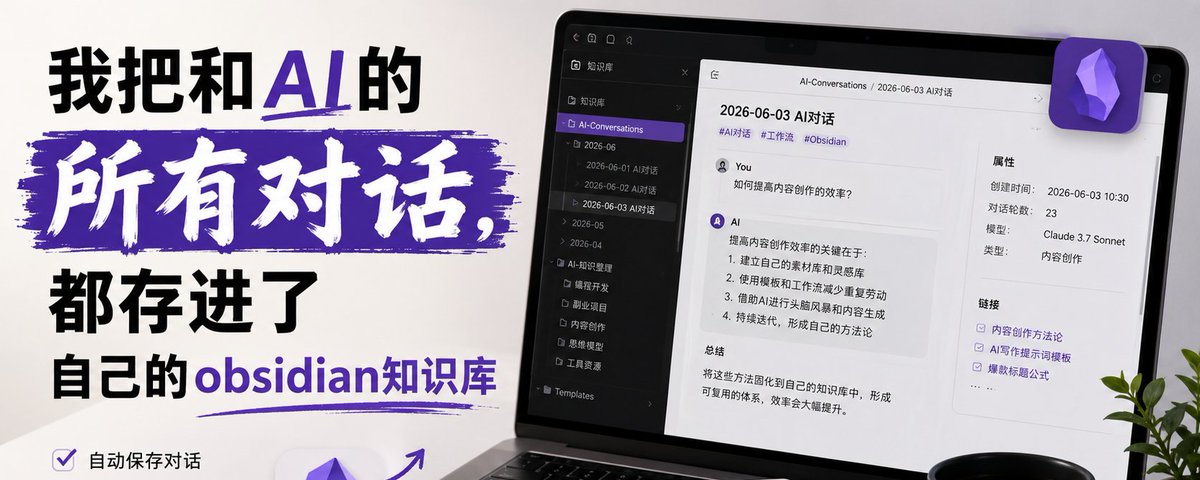 我把和AI的
所有对话,
都存进了
自己的obsidian知识库
自动保存对话
知识库
知识库
AI-Conversations
2026-06
2026-06-01 AI对话
2026-06-02 AI对话
2026-06-03 AI对话
2026-05
2026-04
AI-知识整理
编程开发
副业项目
内容创作
思维模型
工具资源
Templates
AI-Conversations / 2026-06-03 AI对话
2026-06-03 AI对话
#AI对话 #工作流 #Obsidian
You
如何提高内容创作的效率?
AI
提高内容创作效率的关键在于:
1. 建立自己的素材库和灵感库
2. 使用模板和工作流减少重复劳动
3. 借助AI进行头脑风暴和内容生成
4. 持续迭代，形成自己的方法论
总结
将这些方法固化到自己的知识库中，形成
可复用的体系，效率会大幅提升。
属性
创建时间: 2026-06-03 10:30
对话轮数: 23
模型: Claude 3.7 Sonnet
类型: 内容创作
链接
内容创作方法论
AI写作提示词模板
爆款标题公式